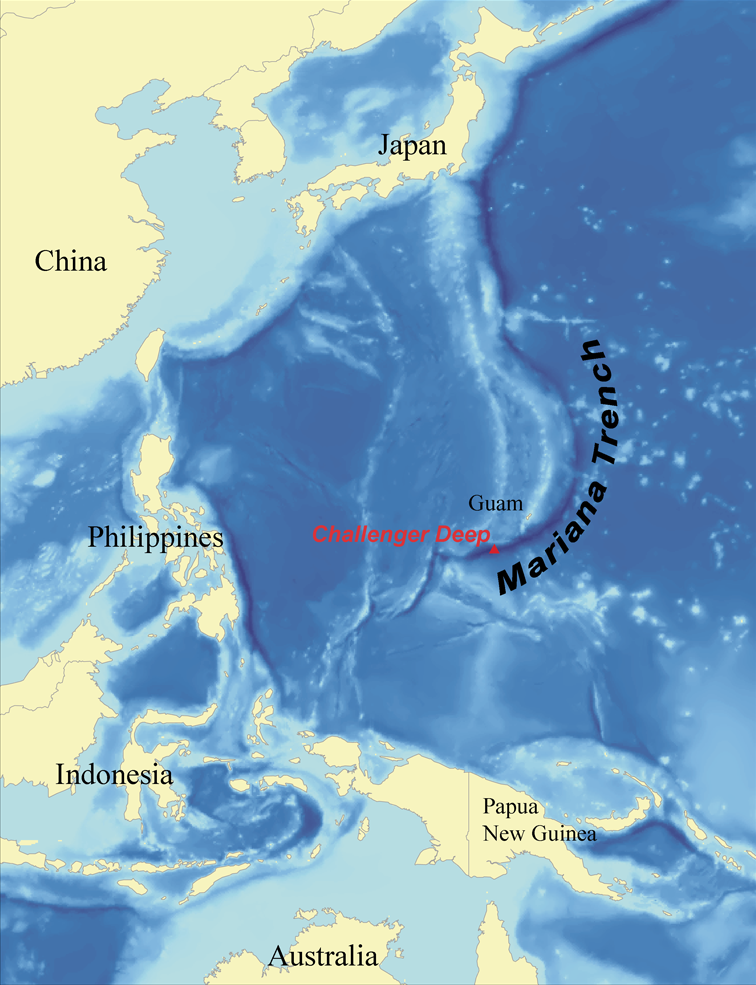 Japan
China
Mariana Trench
Guam
Challenger Deep
Philippines
Indonesia
Papua
New Guinea
Australia